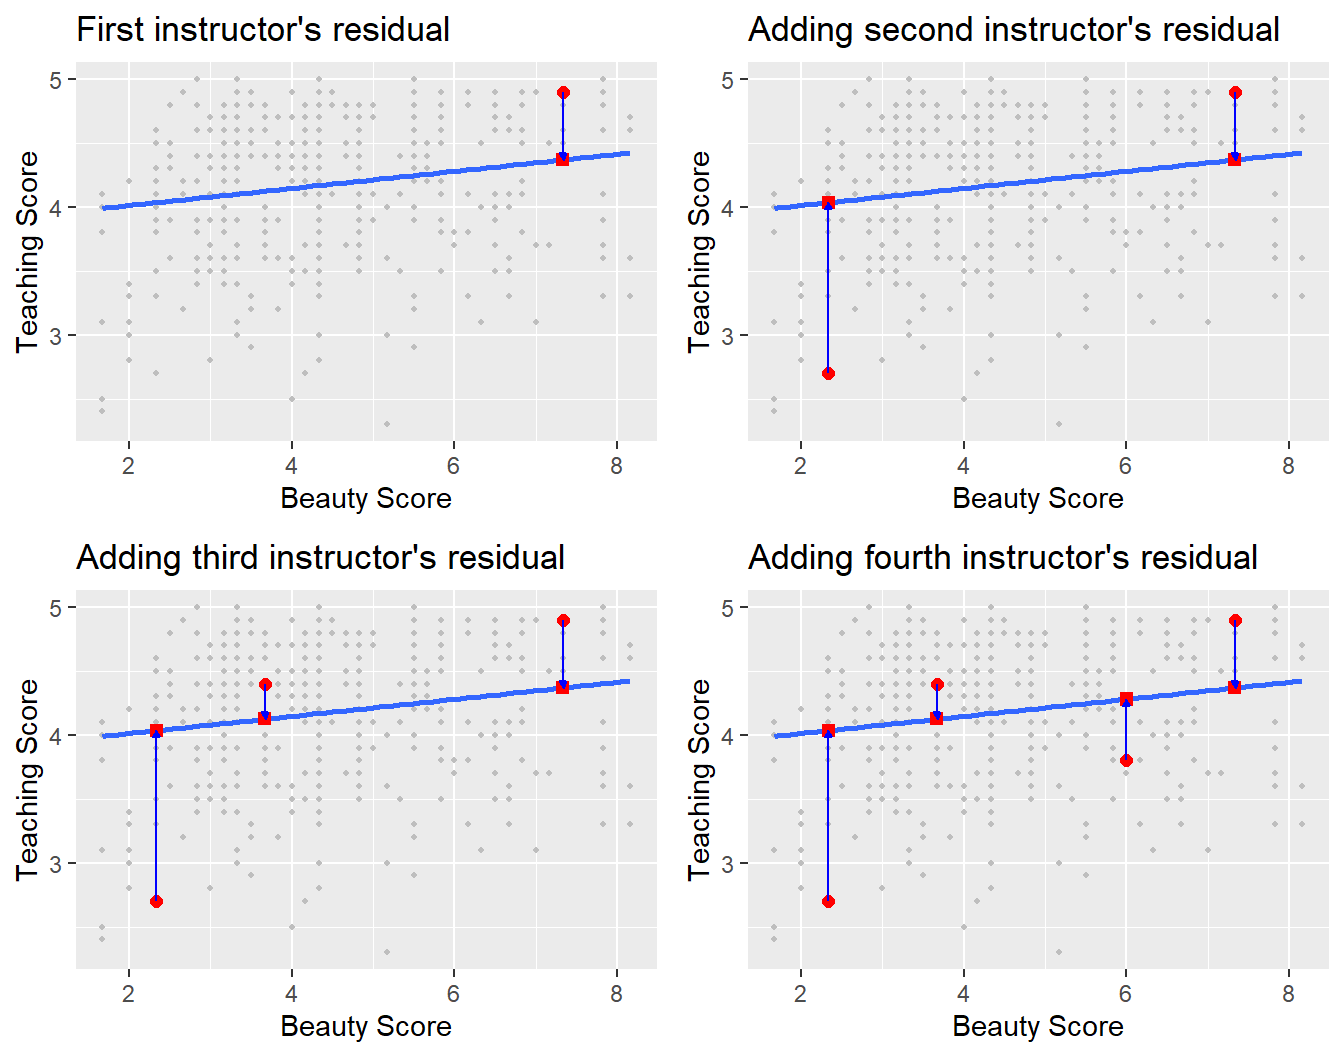 First instructor's residual
Adding second instructor's residual
5
4
3
Teaching Score
2 4 6 8
Beauty Score
5
4
3
Teaching Score
2 4 6 8
Beauty Score
Adding third instructor's residual
Adding fourth instructor's residual
5
4
3
Teaching Score
2 4 6 8
Beauty Score
5
4
3
Teaching Score
2 4 6 8
Beauty Score